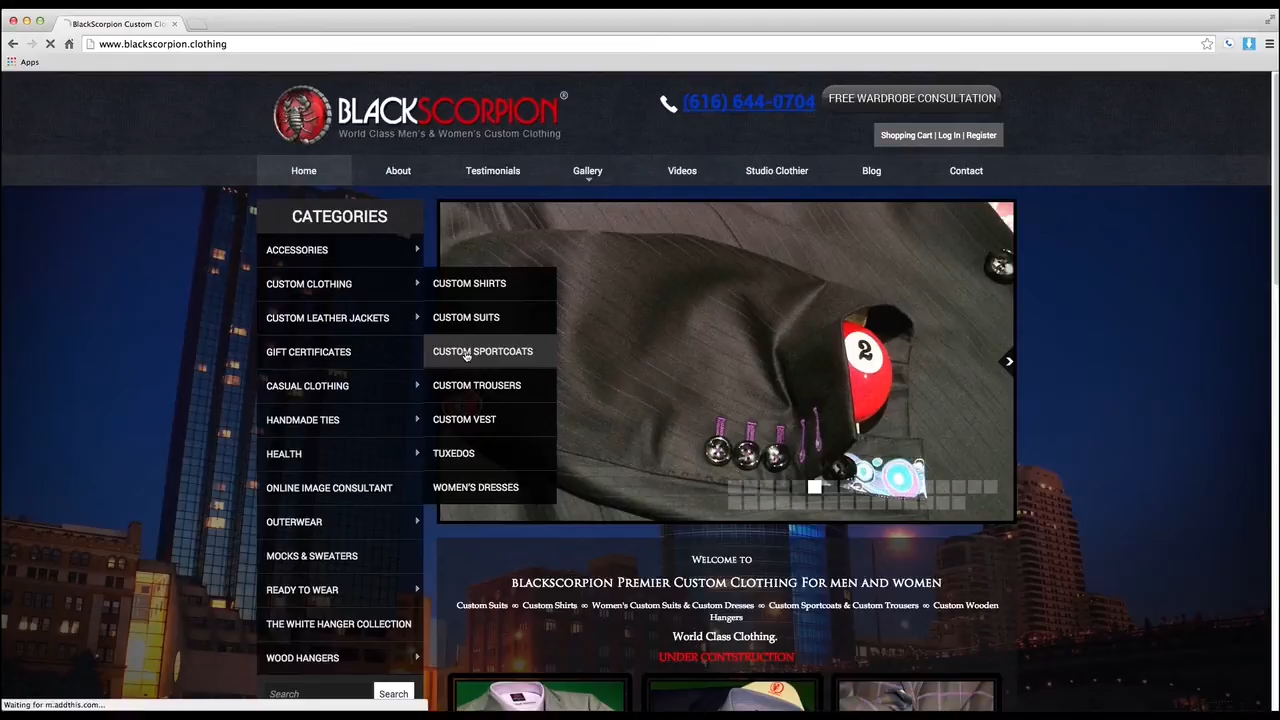 BlackScorpion Custom Clo
www.blackscorpion.clothing
Apps
BLACKSCORPION®
World Class Men's & Women's Custom Clothing
(616) 644-0704
FREE WARDROBE CONSULTATION
Shopping Cart | Log In | Register
Home About Testimonials Gallery Videos Studio Clothier Blog Contact
CATEGORIES
ACCESSORIES
CUSTOM CLOTHING
CUSTOM LEATHER JACKETS
GIFT CERTIFICATES
CASUAL CLOTHING
HANDMADE TIES
HEALTH
ONLINE IMAGE CONSULTANT
OUTERWEAR
MOCKS & SWEATERS
READY TO WEAR
THE WHITE HANGER COLLECTION
WOOD HANGERS
Search Search
CUSTOM SHIRTS
CUSTOM SUITS
CUSTOM SPORTCOATS
CUSTOM TROUSERS
CUSTOM VEST
TUXEDOS
WOMEN'S DRESSES
2
Welcome to
BLACKSCORPION PREMIER CUSTOM CLOTHING FOR MEN AND WOMEN
Custom Suits ∞ Custom Shirts ∞ Women's Custom Suits & Custom Dresses ∞ Custom Sportcoats & Custom Trousers ∞ Custom Wooden
Hangers
World Class Clothing.
UNDER CONTSTRUCTION
Waiting for m.addthis.com...